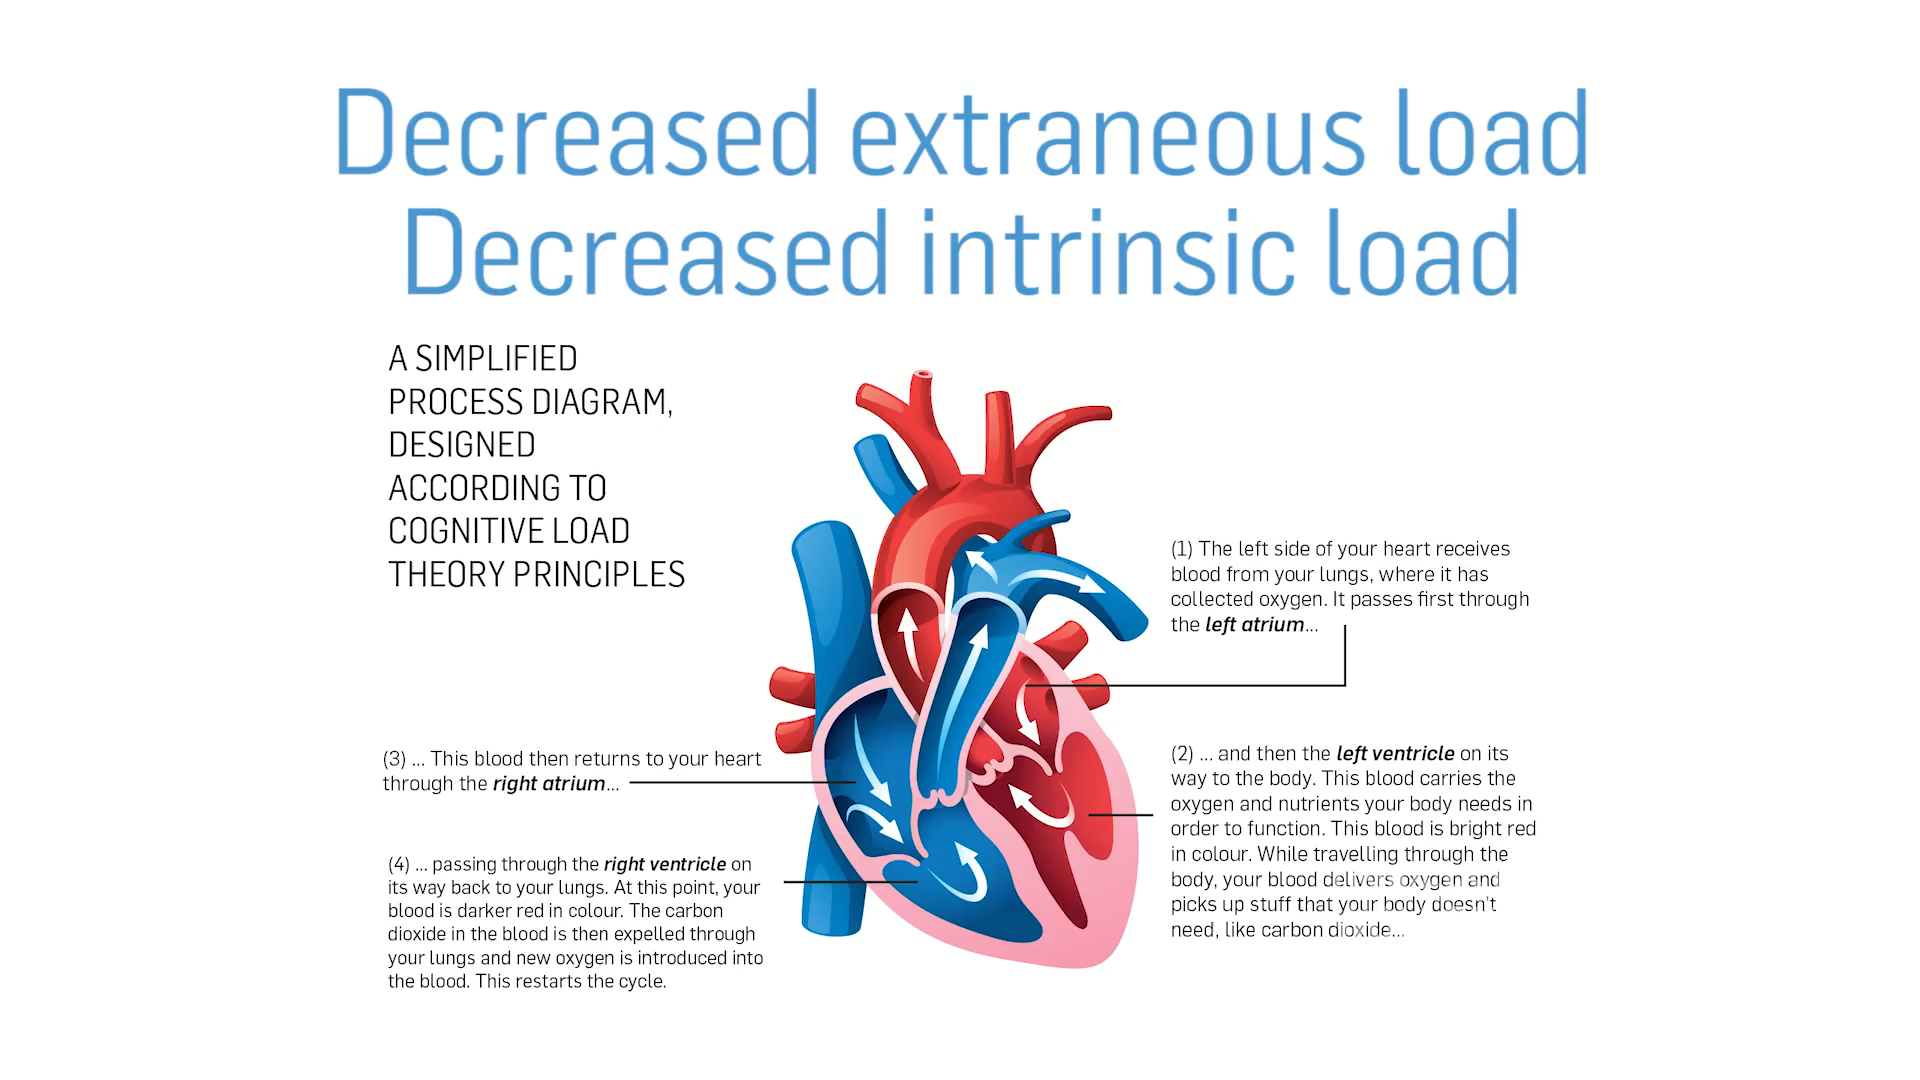 Decreased extraneous load
Decreased intrinsic load
A SIMPLIFIED
PROCESS DIAGRAM,
DESIGNED
ACCORDING TO
COGNITIVE LOAD
THEORY PRINCIPLES
(1) The left side of your heart receives
blood from your lungs, where it has
collected oxygen. It passes first through
the left atrium...
(2) ... and then the left ventricle on its
way to the body. This blood carries the
oxygen and nutrients your body needs in
order to function. This blood is bright red
in colour. While travelling through the
body, your blood delivers oxygen and
picks up stuff that your body doesn't
need, like carbon dioxide...
(3) ... This blood then returns to your heart
through the right atrium...
(4) ... passing through the right ventricle on
its way back to your lungs. At this point, your
blood is darker red in colour. The carbon
dioxide in the blood is then expelled through
your lungs and new oxygen is introduced into
the blood. This restarts the cycle.